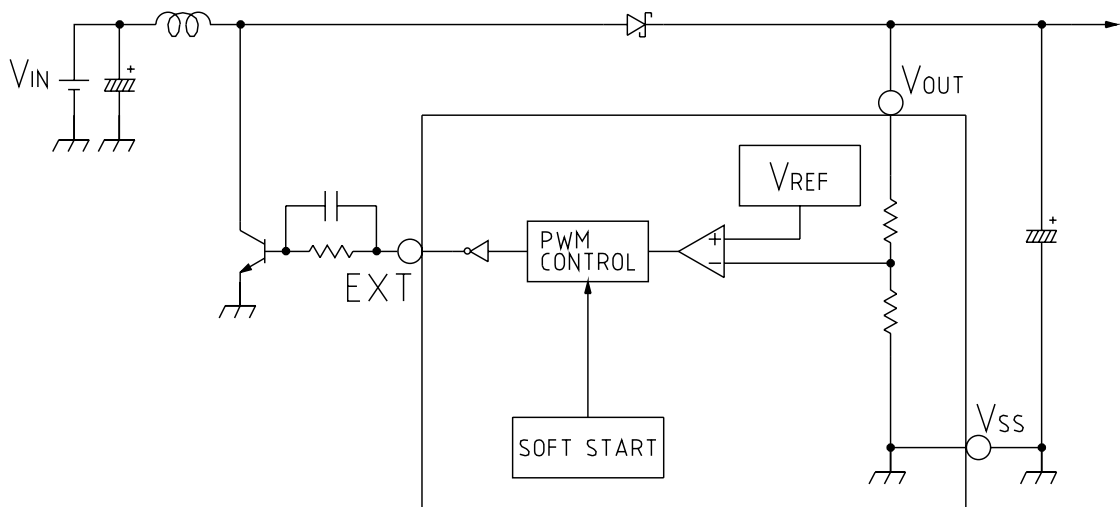 VIN
+
VOUT
VREF
+
PWM
CONTROL
+
−
EXT
VSS
SOFT START